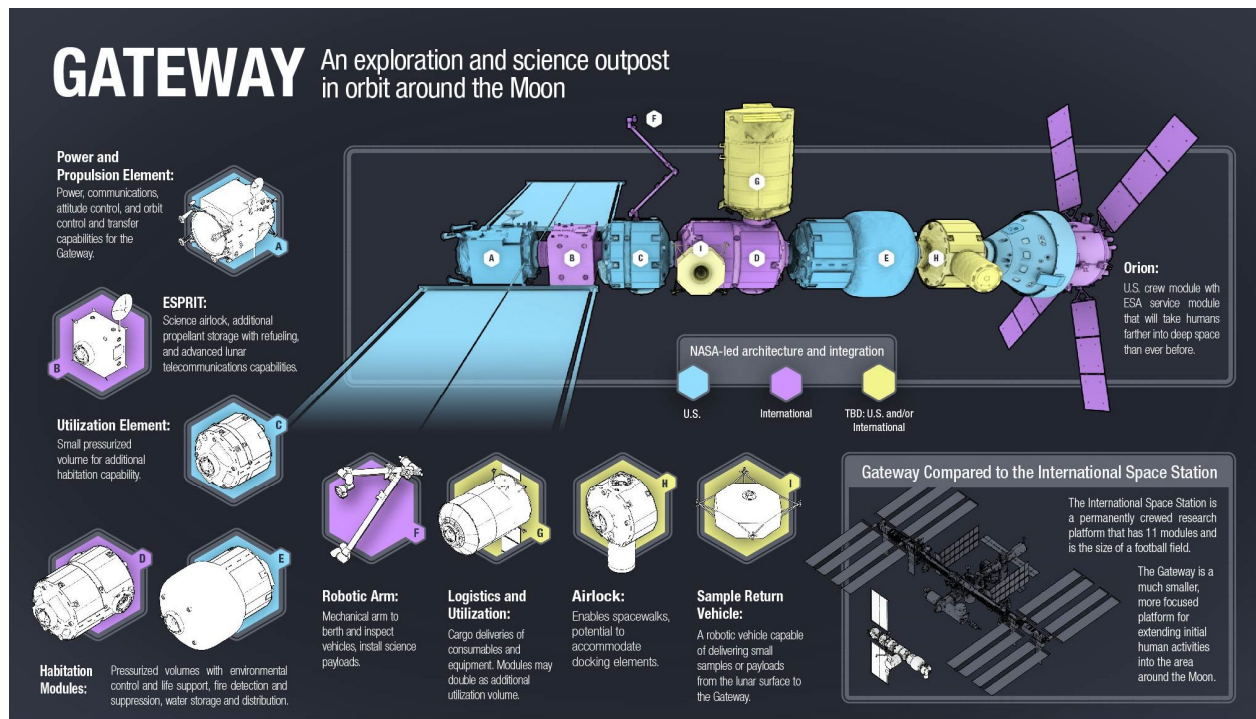 GATEWAY
An exploration and science outpost
in orbit around the Moon
Power and
Propulsion Element:
Power, communications,
attitude control, and orbit
control and transfer
capabilities for the
Gateway.
A
ESPRIT:
Science airlock, additional
propellant storage with refueling,
and advanced lunar
telecommunications capabilities.
B
Utilization Element:
Small pressurized
volume for additional
habitation capability.
C
D
E
Habitation
Modules:
Pressurized volumes with environmental
control and life support, fire detection and
suppression, water storage and distribution.
F
G
A
B
C
I
D
E
H
Orion:
U.S. crew module wth
ESA service module
that will take humans
farther into deep space
than ever before.
NASA-led architecture and integration
U.S.
International
TBD: U.S. and/or
International
F
Robotic Arm:
Mechanical arm to
berth and inspect
vehicles, install science
payloads.
G
Logistics and
Utilization:
Cargo deliveries of
consumables and
equipment. Modules may
double as additional
utilization volume.
H
Airlock:
Enables spacewalks,
potential to
accommodate
docking elements.
I
Sample Return
Vehicle:
A robotic vehicle capable
of delivering small
samples or payloads
from the lunar surface to
the Gateway.
Gateway Compared to the International Space Station
The International Space Station is
a permanently crewed research
platform that has 11 modules and
is the size of a football field.
The Gateway is a
much smaller,
more focused
platform for
extending initial
human activities
into the area
around the Moon.